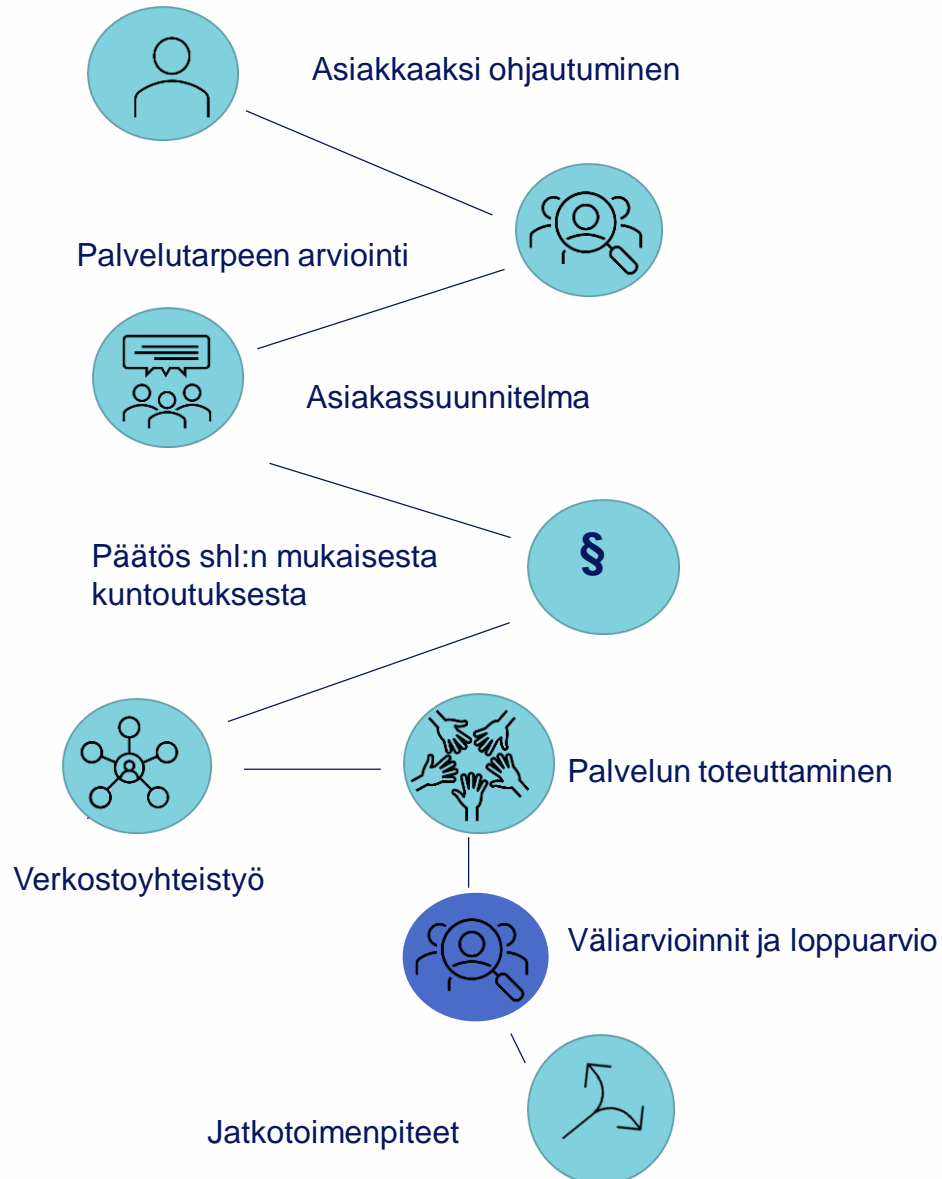 Asiakkaaksi ohjautuminen
Palvelutarpeen arviointi
Asiakassuunnitelma
§
Päätös shl:n mukaisesta
kuntoutuksesta
Palvelun toteuttaminen
Verkostoyhteistyö
Väliarvioinnit ja loppuarvio
Jatkotoimenpiteet